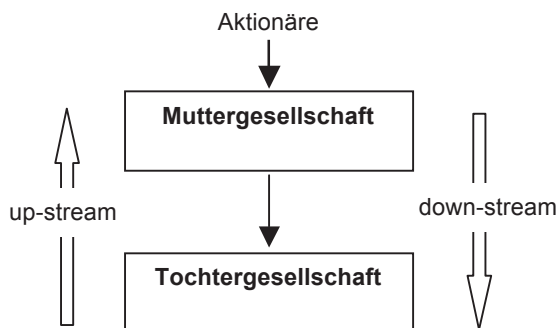 Aktionäre
Muttergesellschaft
up-stream
down-stream
Tochtergesellschaft